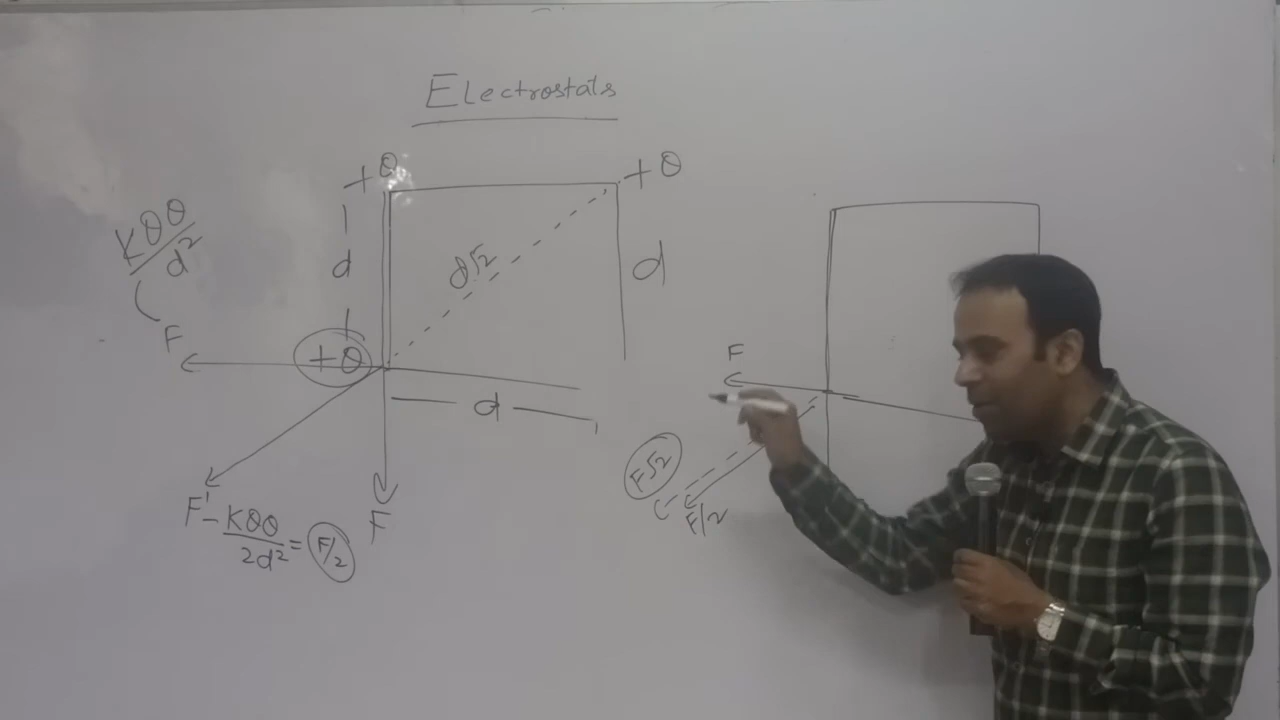 Electrostats
+Q
+Q
KQQ/d²
d
d√2
d
F
+Q
d
F' - KQQ/2d² = F/2
F
F
F√2
F/2